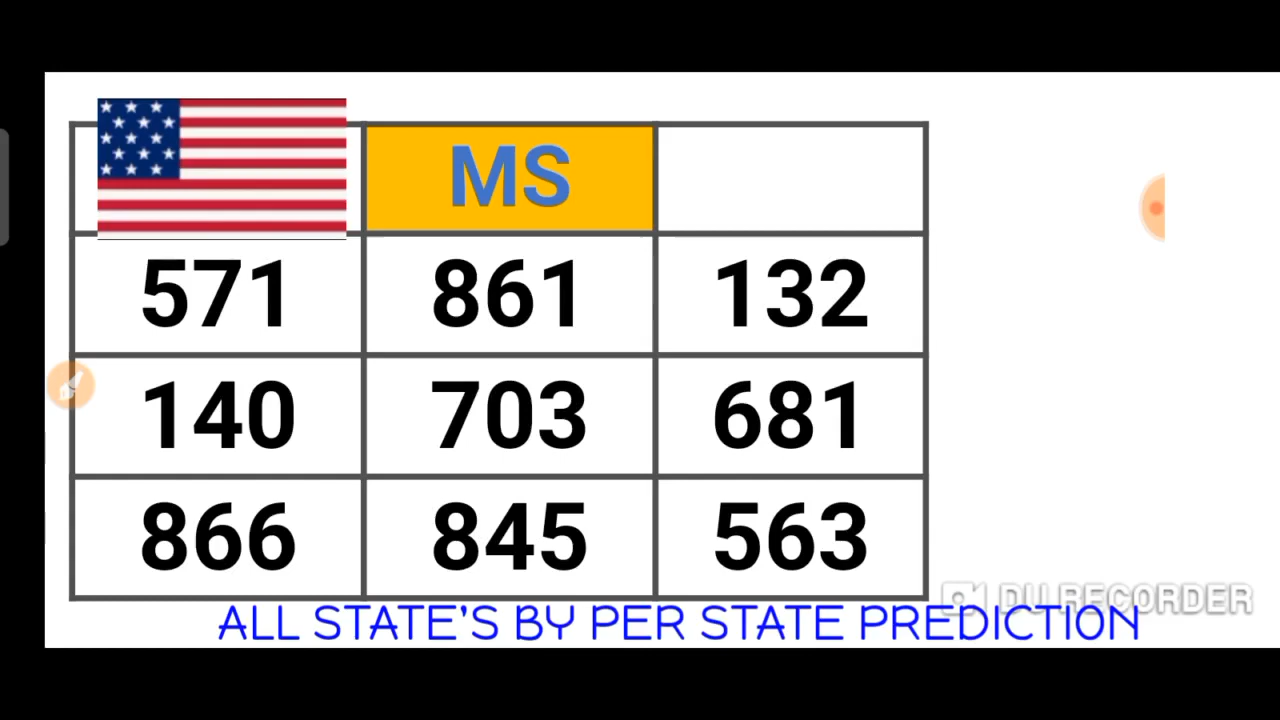 MS
571 861 132
140 703 681
866 845 563
DU RECORDER
ALL STATE'S BY PER STATE PREDICTION